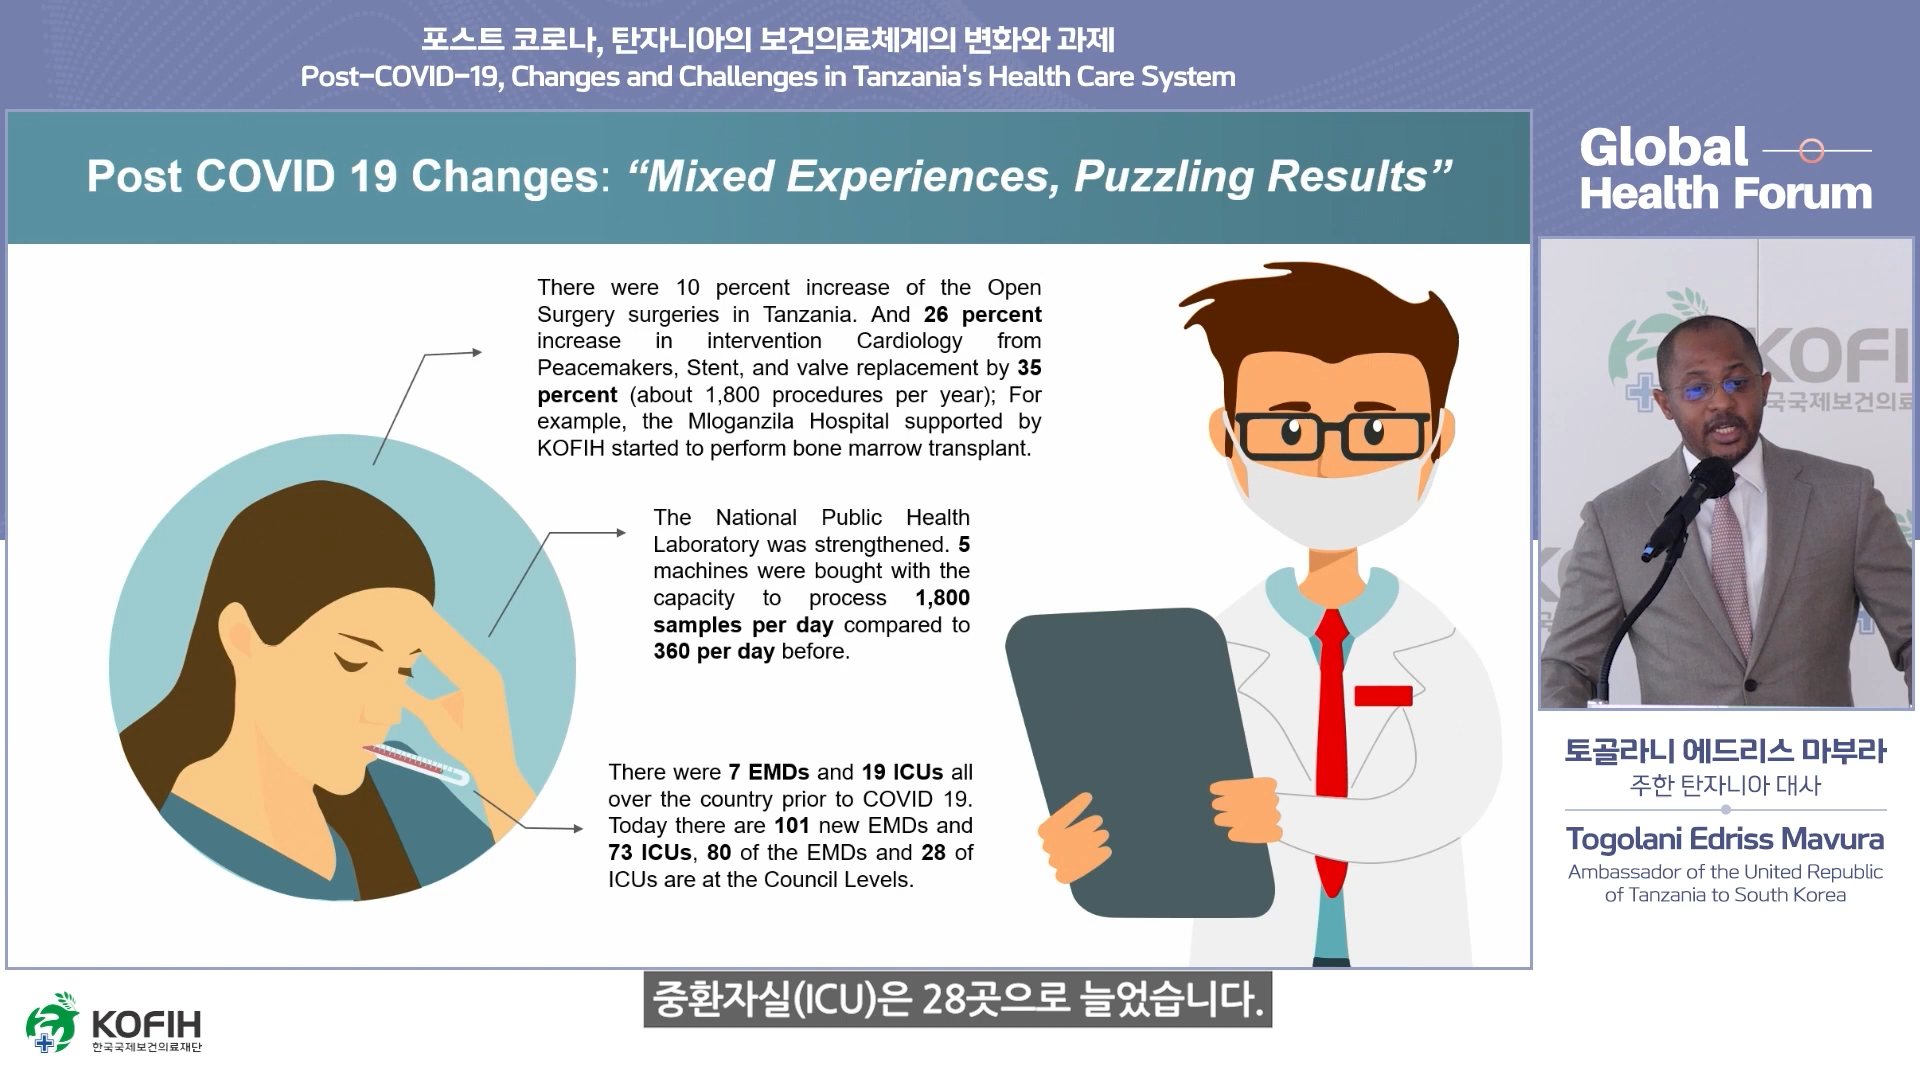 포스트 코로나, 탄자니아의 보건의료체계의 변화와 과제
Post-COVID-19, Changes and Challenges in Tanzania's Health Care System
Post COVID 19 Changes: “Mixed Experiences, Puzzling Results”
There were 10 percent increase of the Open
Surgery surgeries in Tanzania. And 26 percent
increase in intervention Cardiology from
Peacemakers, Stent, and valve replacement by 35
percent (about 1,800 procedures per year); For
example, the Mloganzila Hospital supported by
KOFIH started to perform bone marrow transplant.
The National Public Health
Laboratory was strengthened. 5
machines were bought with the
capacity to process 1,800
samples per day compared to
360 per day before.
There were 7 EMDs and 19 ICUs all
over the country prior to COVID 19.
Today there are 101 new EMDs and
73 ICUs, 80 of the EMDs and 28 of
ICUs are at the Council Levels.
Global
Health Forum
KOFI
국국제보건의료
토골라니 에드리스 마부라
주한 탄자니아 대사
Togolani Edriss Mavura
Ambassador of the United Republic
of Tanzania to South Korea
중환자실(ICU)은 28곳으로 늘었습니다.
KOFIH
한국국제보건의료재단